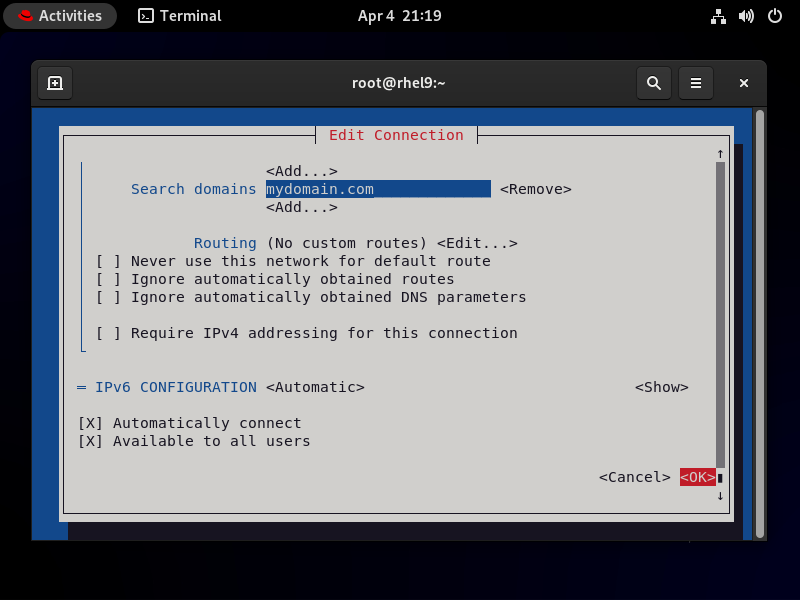 Activities Terminal Apr 4 21:19
root@rhel9:~
Edit Connection
<Add...>
Search domains mydomain.com <Remove>
<Add...>
Routing (No custom routes) <Edit...>
[ ] Never use this network for default route
[ ] Ignore automatically obtained routes
[ ] Ignore automatically obtained DNS parameters
[ ] Require IPv4 addressing for this connection
= IPv6 CONFIGURATION <Automatic> <Show>
[X] Automatically connect
[X] Available to all users
<Cancel> <OK>